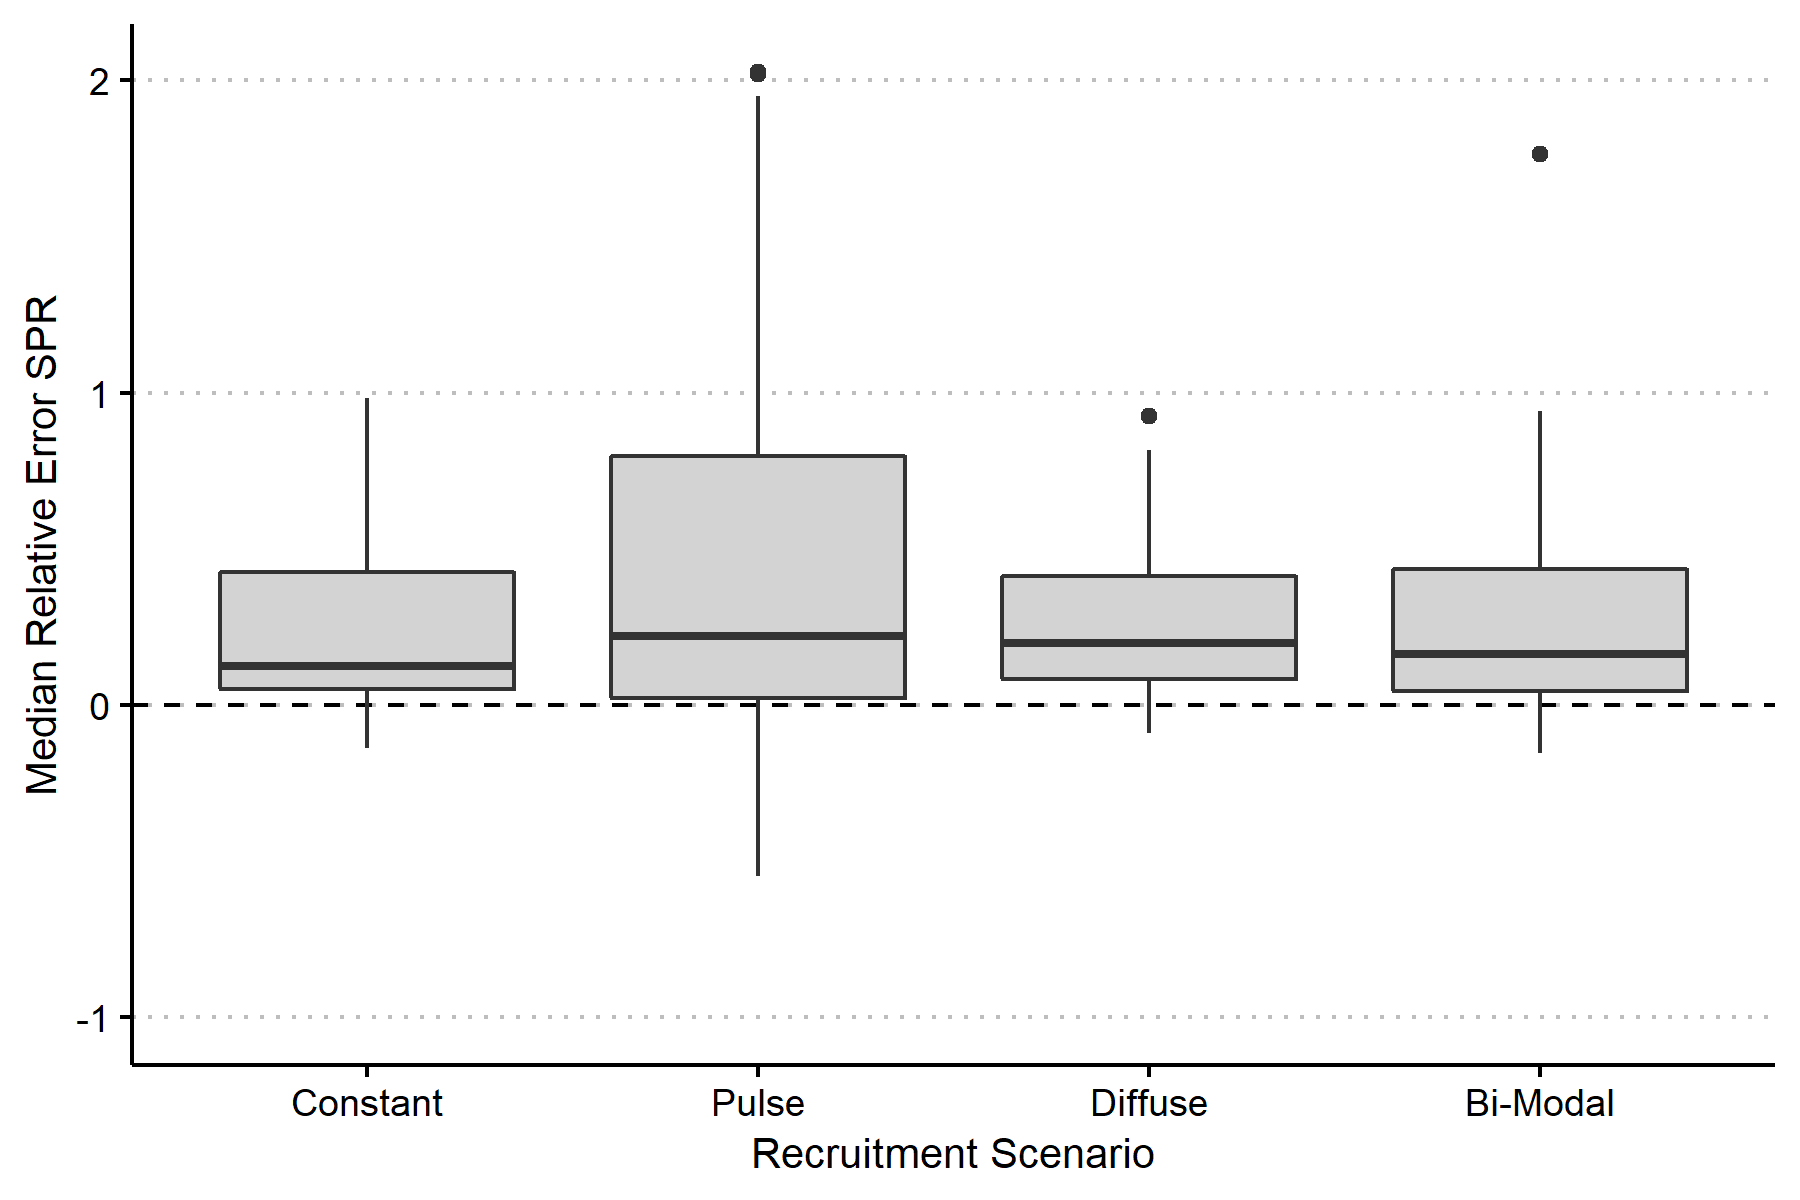 Median Relative Error SPR
2
1
0
-1
Constant
Pulse
Diffuse
Bi-Modal
Recruitment Scenario